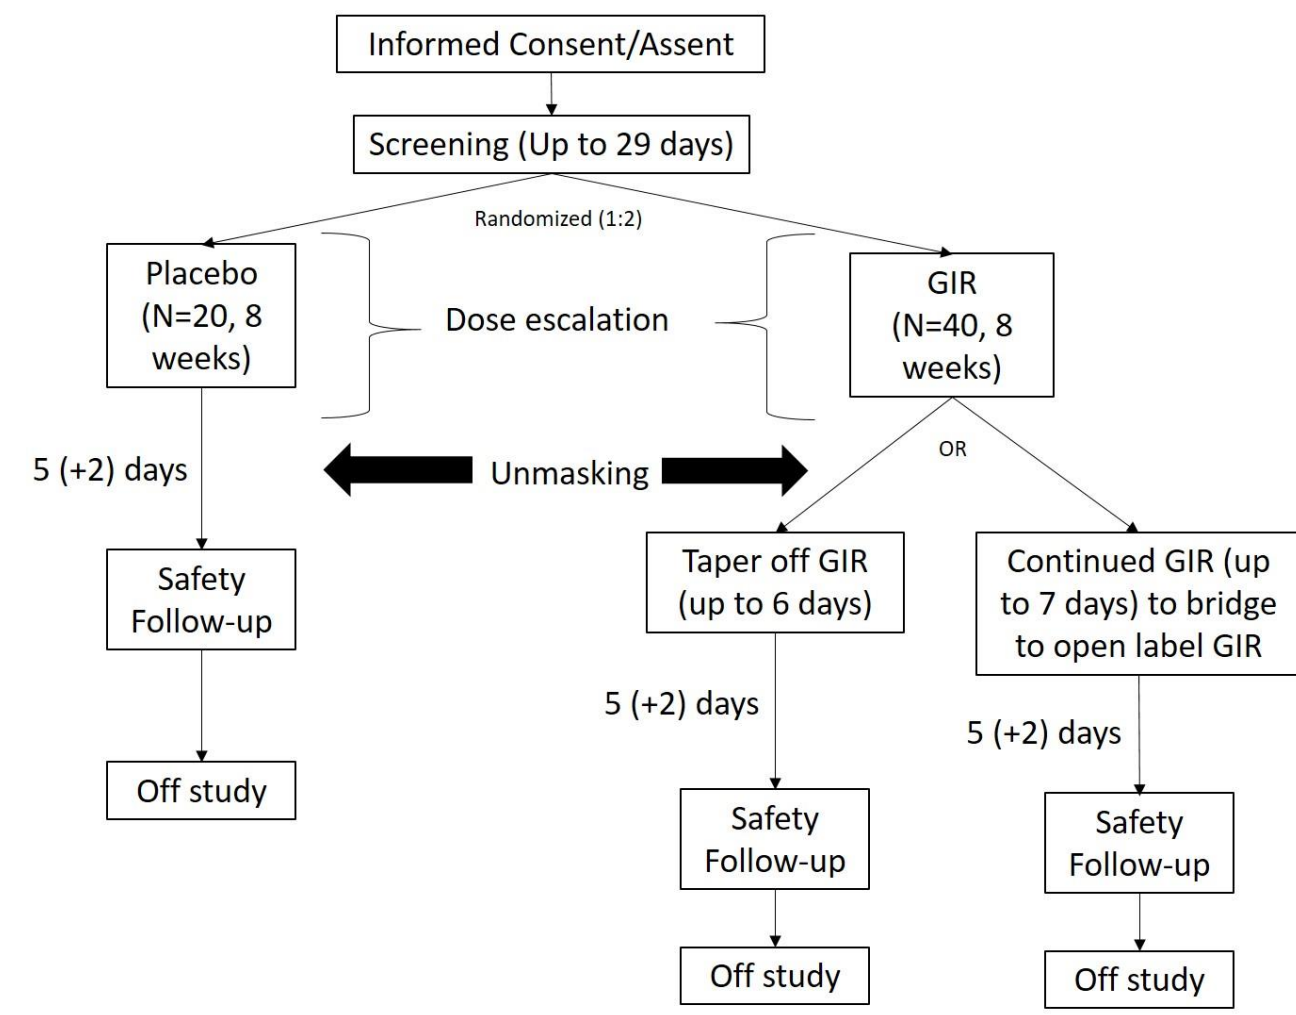 Informed Consent/Assent
Screening (Up to 29 days)
Randomized (1:2)
Placebo
(N=20, 8
weeks)
Dose escalation
GIR
(N=40, 8
weeks)
5 (+2) days
Unmasking
OR
Safety
Follow-up
Off study
Taper off GIR
(up to 6 days)
5 (+2) days
Safety
Follow-up
Off study
Continued GIR (up
to 7 days) to bridge
to open label GIR
5 (+2) days
Safety
Follow-up
Off study